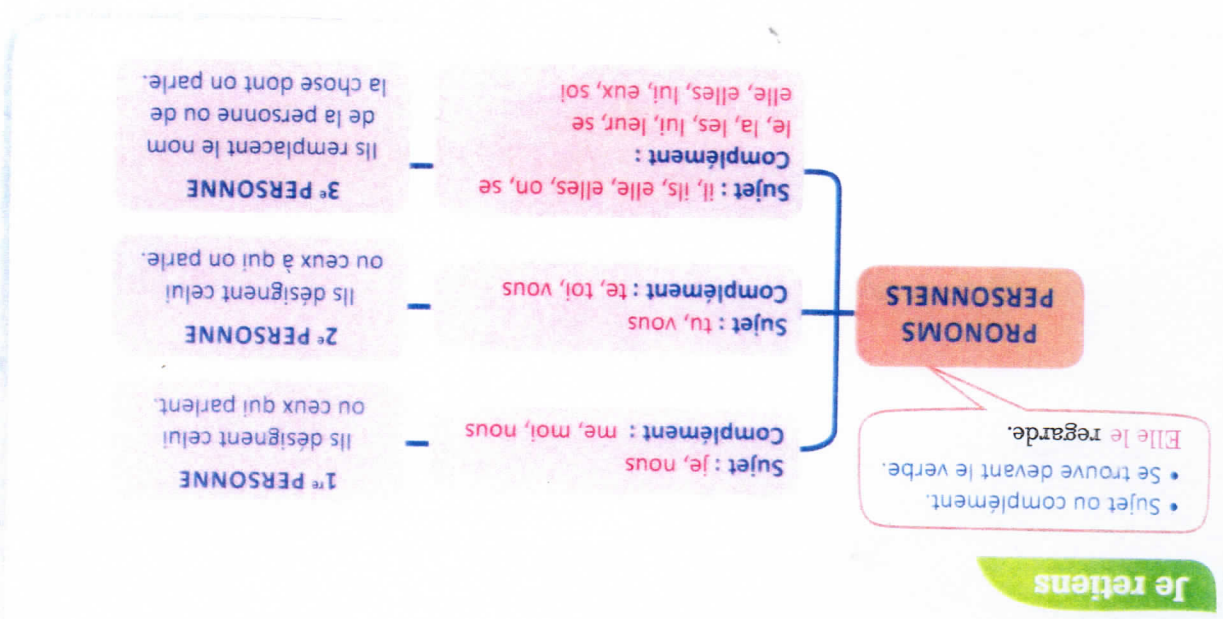 Je retiens
• Sujet ou complément.
• Se trouve devant le verbe.
Elle le regarde.
PRONOMS
PERSONNELS
Sujet : je, nous
Complément : me, moi, nous
1re PERSONNE
Ils désignent celui
ou ceux qui parlent.
Sujet : tu, vous
Complément : te, toi, vous
2e PERSONNE
Ils désignent celui
ou ceux à qui on parle.
Sujet : il, ils, elle, elles, on, se
Complément :
le, la, les, lui, leur, se
elle, elles, lui, eux, soi
3e PERSONNE
Ils remplacent le nom
de la personne ou de
la chose dont on parle.